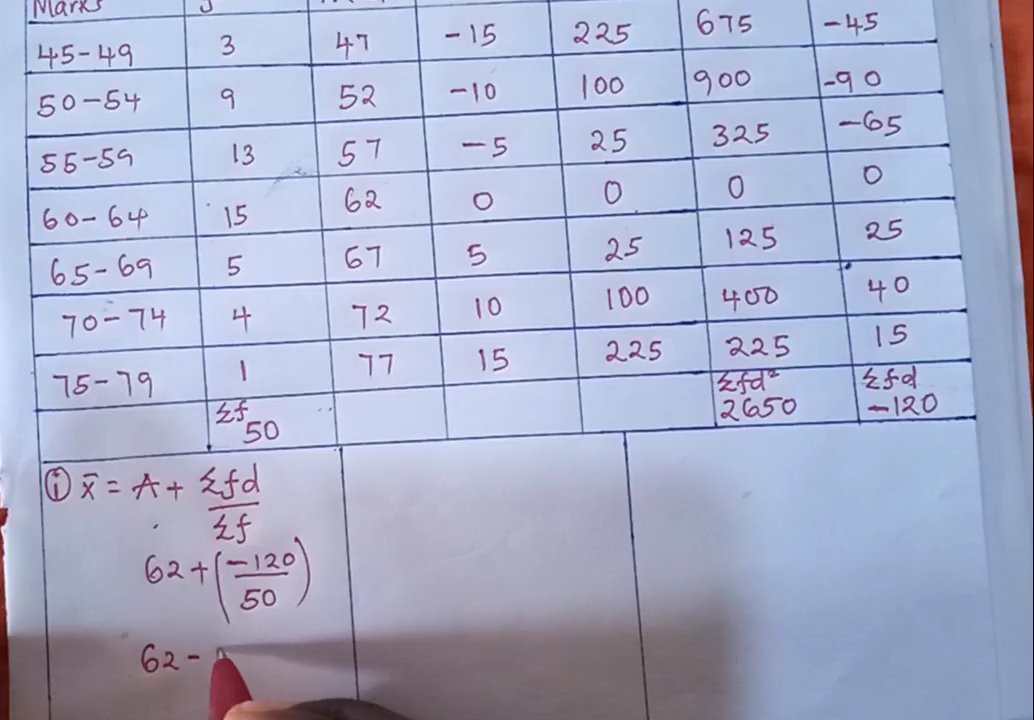 Marks
45-49 3 47 -15 225 675 -45
50-54 9 52 -10 100 900 -90
55-59 13 57 -5 25 325 -65
60-64 15 62 0 0 0 0
65-69 5 67 5 25 125 25
70-74 4 72 10 100 400 40
75-79 1 77 15 225 225 15
Σf 50 Σfd² 2650 Σfd -120
(i) x̄ = A + Σfd
Σf
62 + (-120
50)
62 -